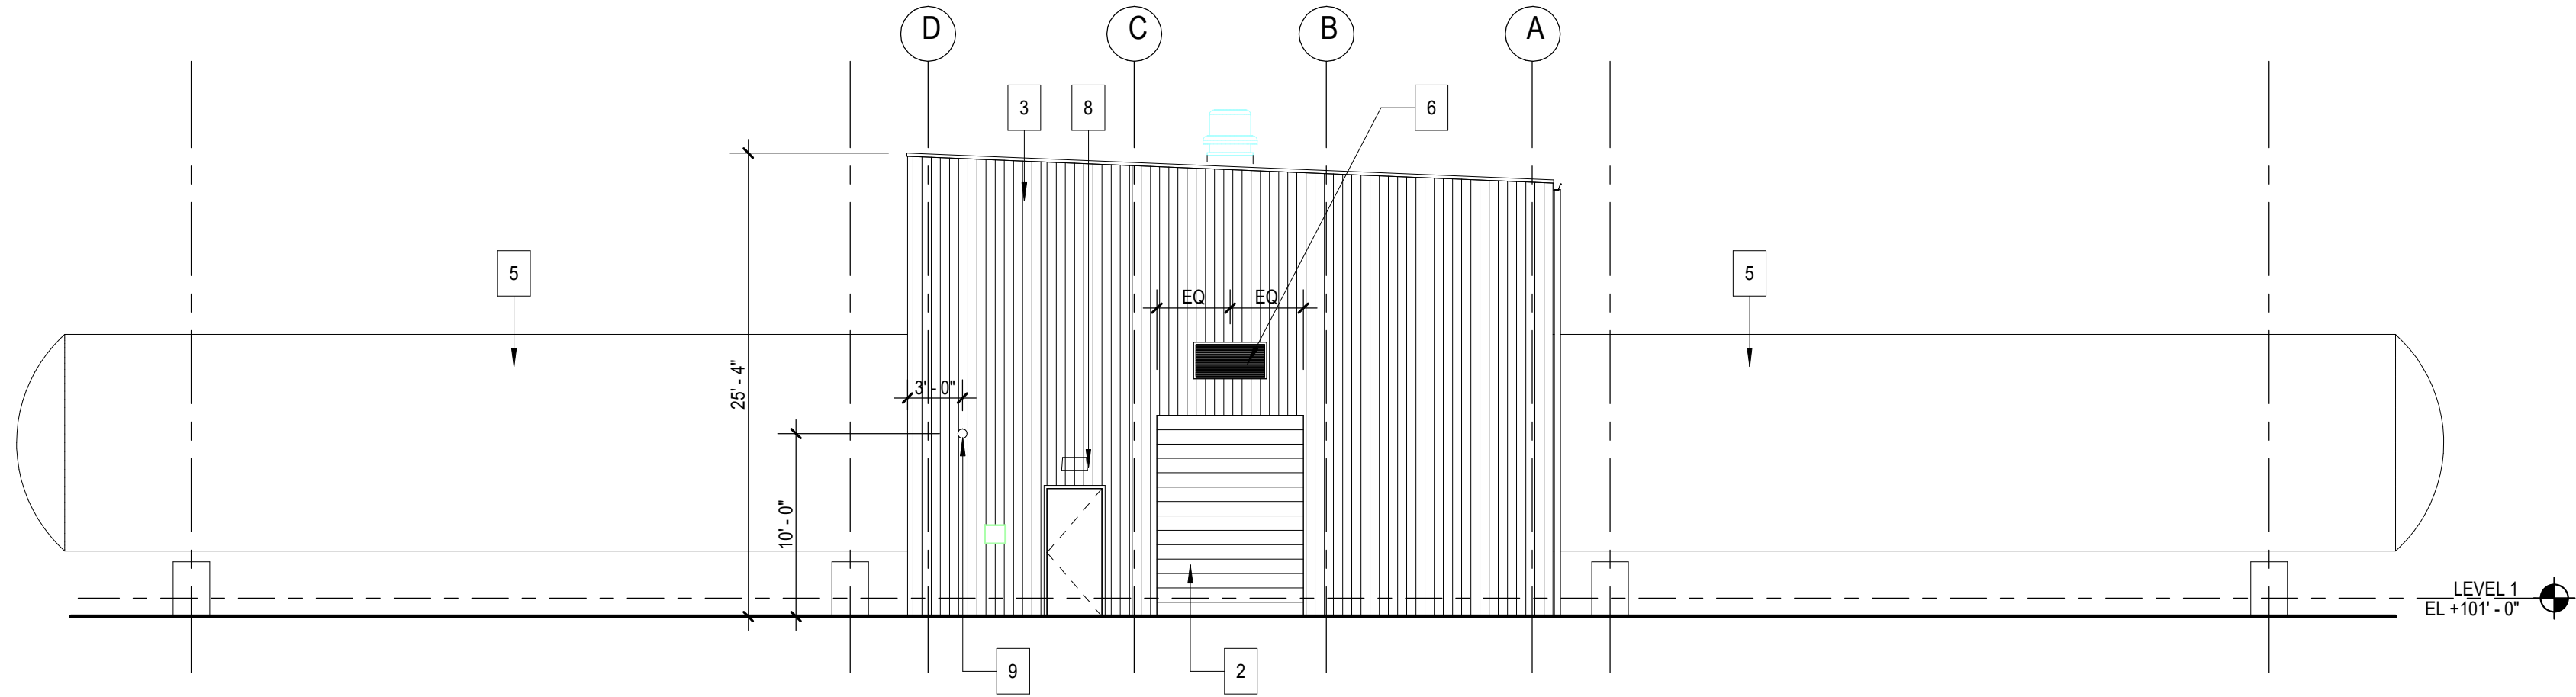 D C B A
3 8 6
5 5
EQ EQ
25' - 4"
3' - 0"
10' - 0"
LEVEL 1
EL +101' - 0"
9 2